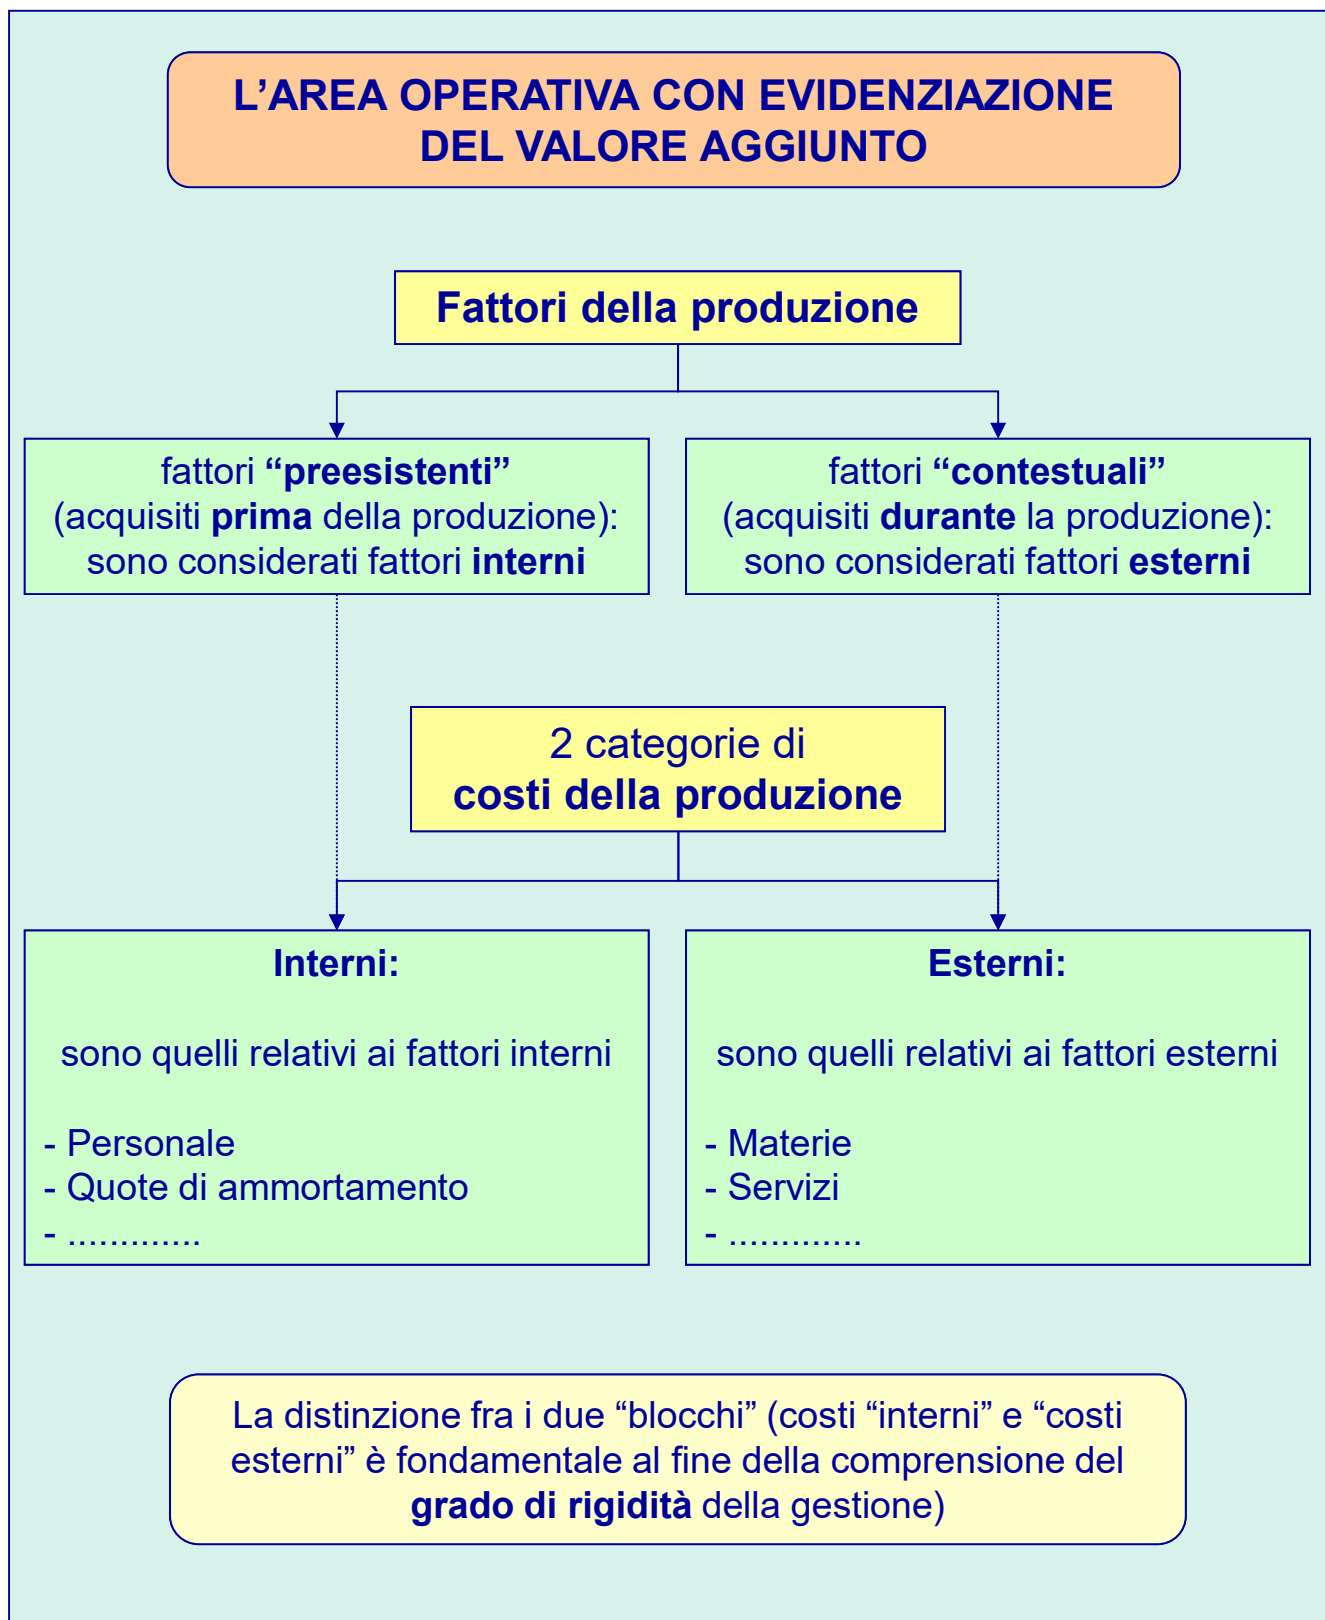 L’AREA OPERATIVA CON EVIDENZIAZIONE
DEL VALORE AGGIUNTO
Fattori della produzione
fattori “preesistenti”
(acquisiti prima della produzione):
sono considerati fattori interni
fattori “contestuali”
(acquisiti durante la produzione):
sono considerati fattori esterni
2 categorie di
costi della produzione
Interni:
sono quelli relativi ai fattori interni
- Personale
- Quote di ammortamento
- .............
Esterni:
sono quelli relativi ai fattori esterni
- Materie
- Servizi
- .............
La distinzione fra i due “blocchi” (costi “interni” e “costi
esterni” è fondamentale al fine della comprensione del
grado di rigidità della gestione)